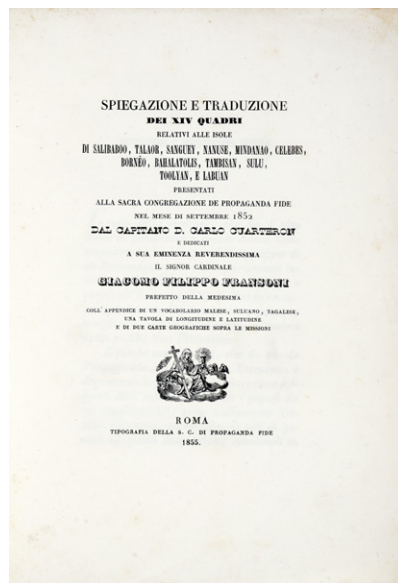 SPIEGAZIONE E TRADUZIONE
DEI XIV QUADRI
RELATIVI ALLE ISOLE
DI SALIBABOO, TALAOR, SANGUEY, NANUSE, MINDANAO, CELEBES,
BORNÉO, BAHALATOLIS, TAMBISAN, SULU,
TOOLYAN, E LABUAN
PRESENTATI
ALLA SACRA CONGREGAZIONE DE PROPAGANDA FIDE
NEL MESE DI SETTEMBRE 1852
DAL CAPITANO D. CARLO CUARTERON
E DEDICATI
A SUA EMINENZA REVERENDISSIMA
IL SIGNOR CARDINALE
GIACOMO FILIPPO FRANSONI
PREFETTO DELLA MEDESIMA
COLL' APPENDICE DI UN VOCABOLARIO MALESE, SULUANO, TAGALESE,
UNA TAVOLA DI LONGITUDINE E LATITUDINE
E DI DUE CARTE GEOGRAFICHE SOPRA LE MISSIONI
ROMA
TIPOGRAFIA DELLA S. C. DI PROPAGANDA FIDE
1855.